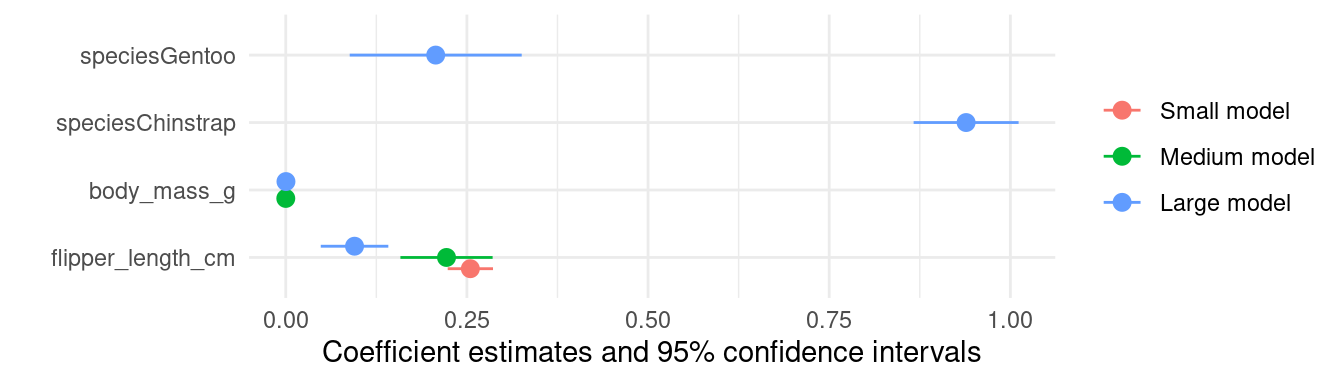 speciesGentoo
speciesChinstrap
body_mass_g
flipper_length_cm
0.00 0.25 0.50 0.75 1.00
Coefficient estimates and 95% confidence intervals
Small model
Medium model
Large model